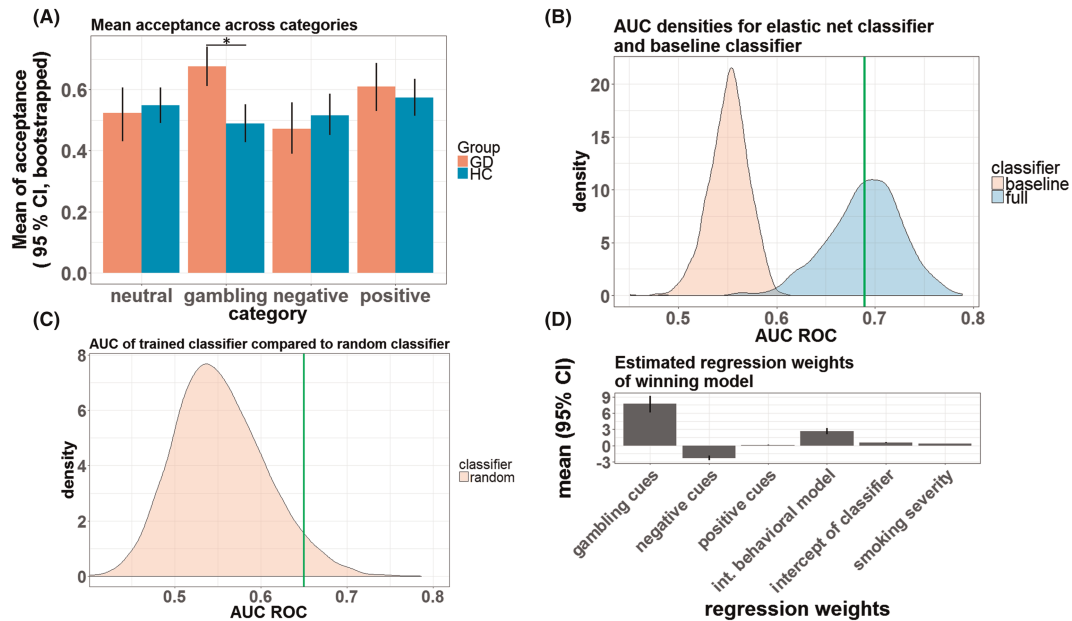 (A)
Mean acceptance across categories
*
Mean of acceptance
( 95 % CI, bootstrapped)
0.6
0.4
0.2
0.0
neutral gambling negative positive
category
Group
GD
HC
(B)
AUC densities for elastic net classifier
and baseline classifier
density
20
15
10
5
0
0.5 0.6 0.7 0.8
AUC ROC
classifier
baseline
full
(C)
AUC of trained classifier compared to random classifier
density
8
6
4
2
0
0.5 0.6 0.7 0.8
AUC ROC
classifier
random
(D)
Estimated regression weights
of winning model
mean (95% CI)
9
6
3
0
-3
gambling cues
negative cues
positive cues
int. behavioral model
intercept of classifier
smoking severity
regression weights